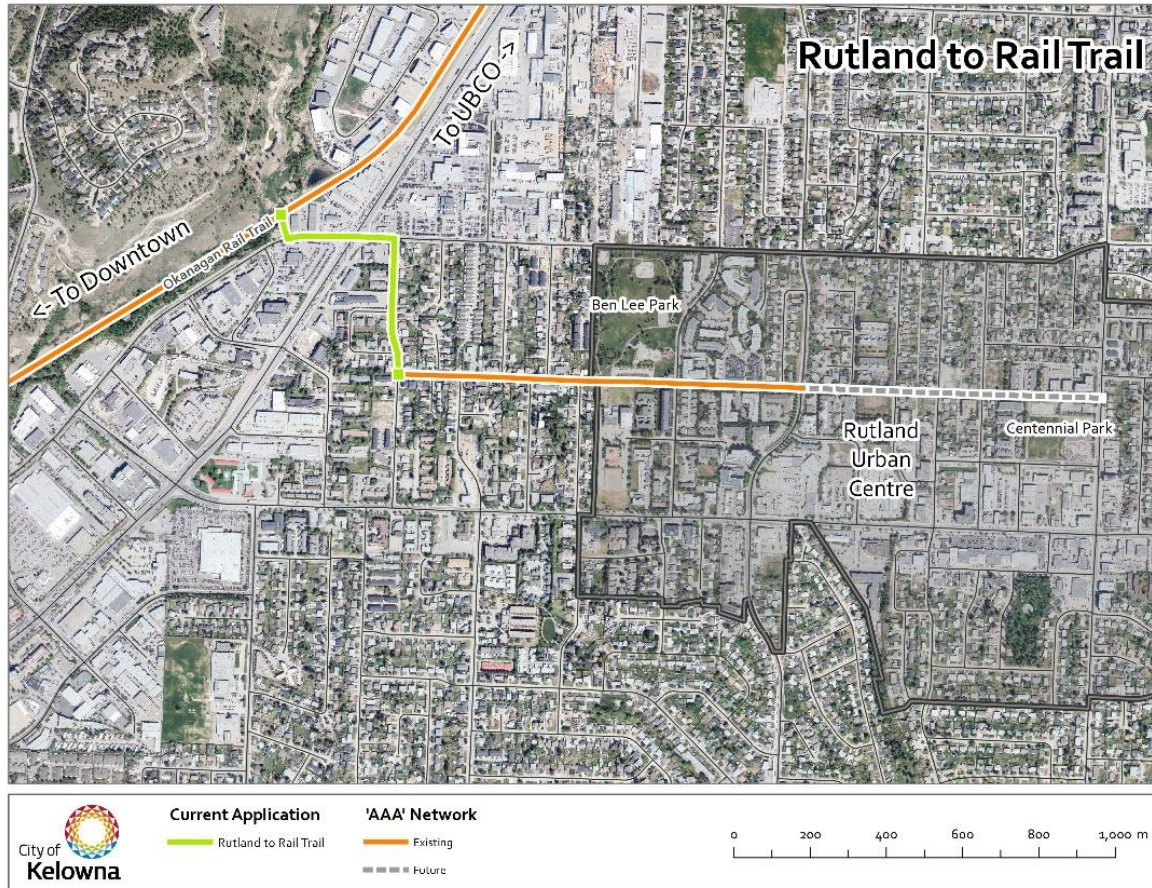 Rutland to Rail Trail
To UBCO ->
<- To Downtown
Okanagan Rail Trail
Ben Lee Park
Rutland
Urban
Centre
Centennial Park
City of
Kelowna
Current Application
Rutland to Rail Trail
'AAA' Network
Existing
Future
0 200 400 600 800 1,000 m